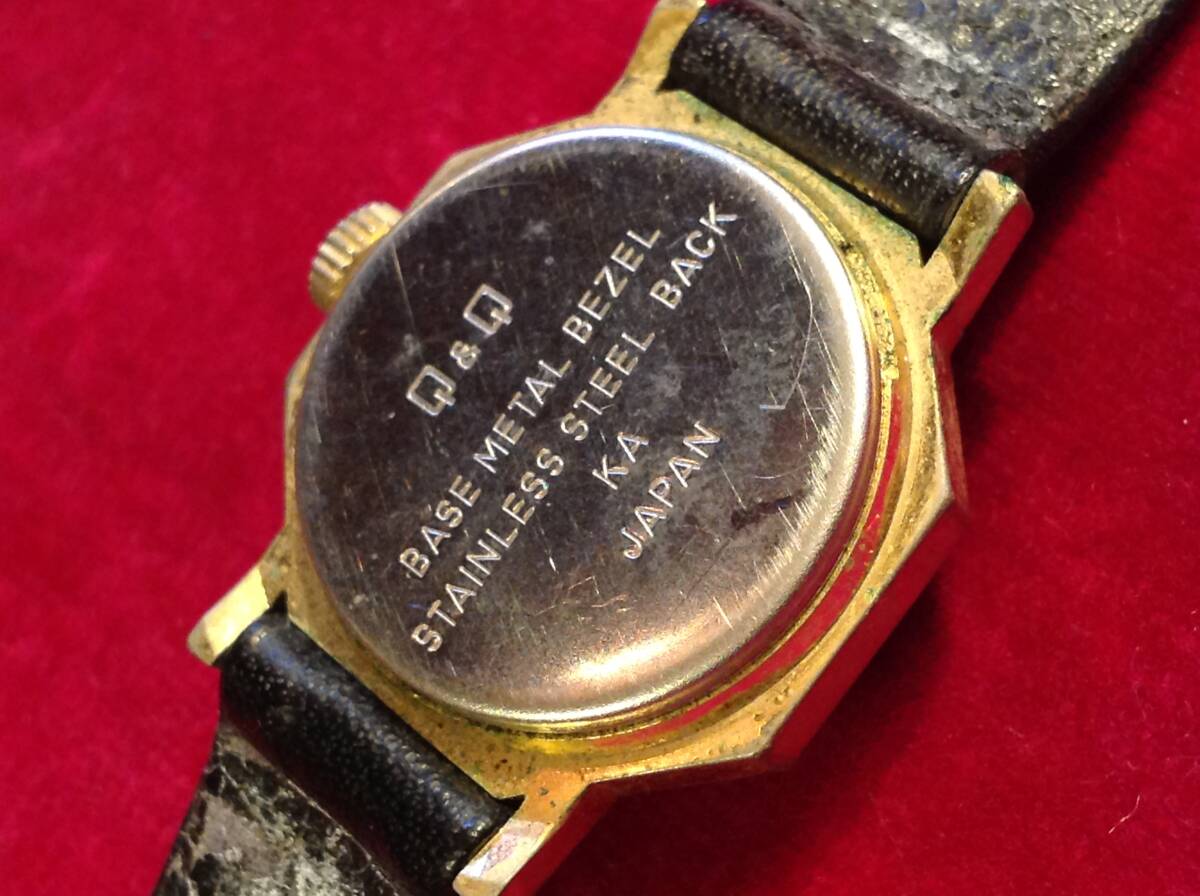 Q&Q
BASE METAL BEZEL
STAINLESS STEEL BACK
KA
JAPAN